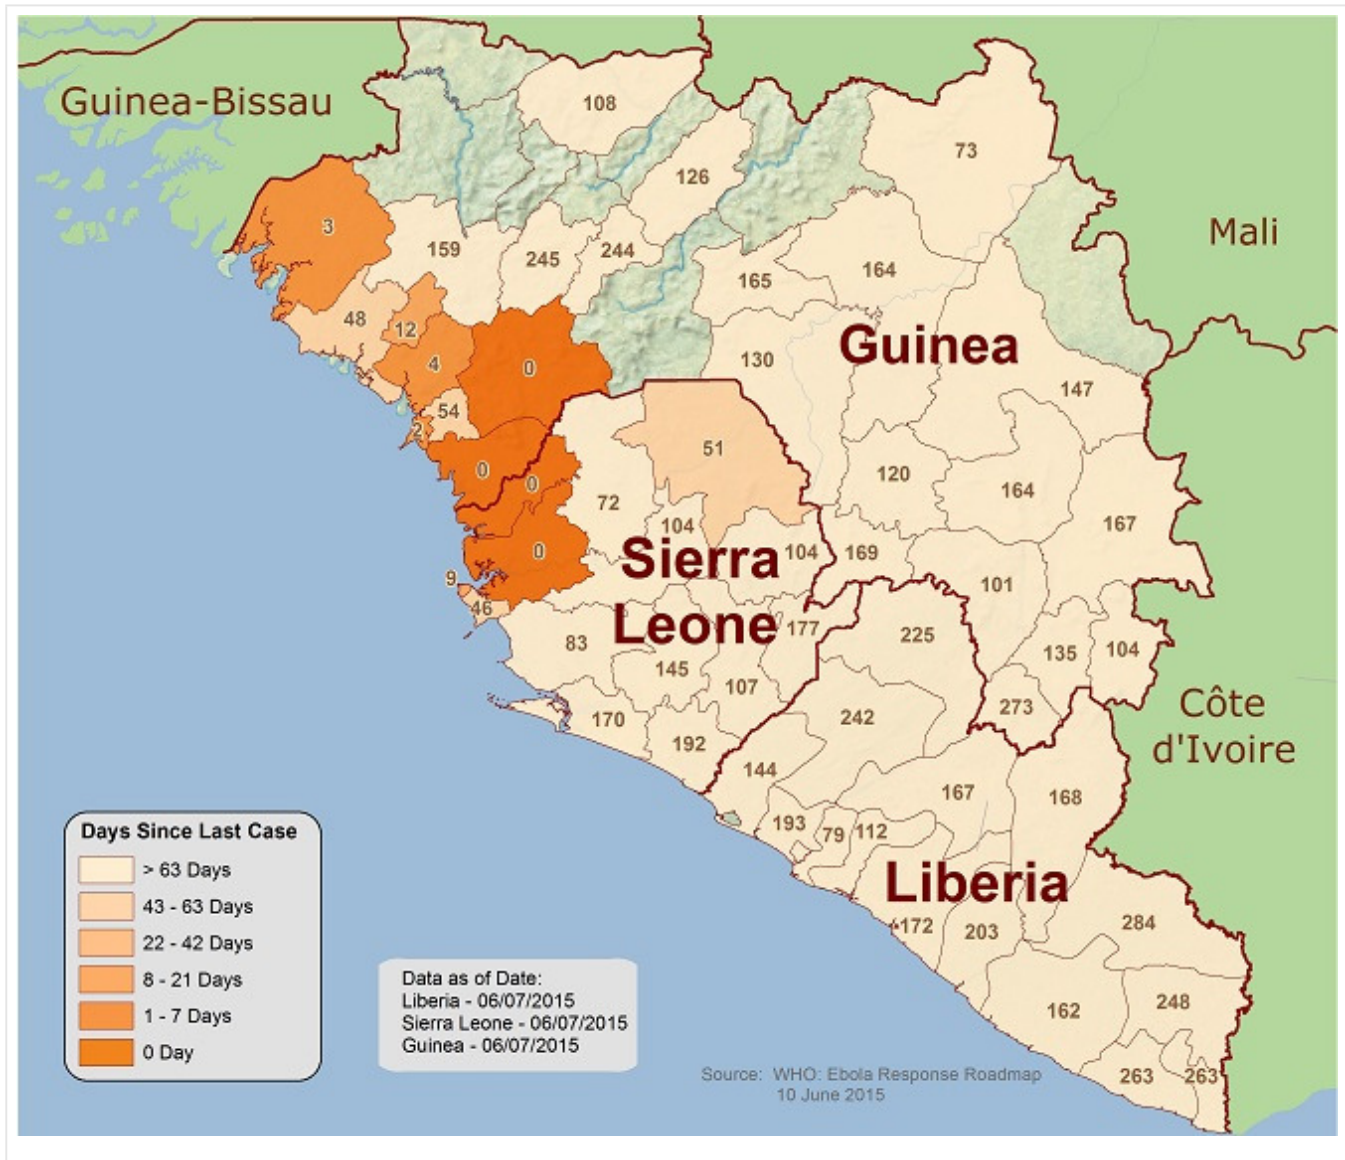 Guinea-Bissau
108
73
126
Mali
3
159
245
244
165
164
48
12
4
0
130
Guinea
147
54
2
0
0
51
72
104
120
164
167
0
Sierra
Leone
104
169
101
9
46
83
145
177
107
225
135
104
170
192
242
273
Côte
d'Ivoire
144
167
168
193
79
112
Liberia
172
203
284
162
248
263
263
Days Since Last Case
> 63 Days
43 - 63 Days
22 - 42 Days
8 - 21 Days
1 - 7 Days
0 Day
Data as of Date:
Liberia - 06/07/2015
Sierra Leone - 06/07/2015
Guinea - 06/07/2015
Source: WHO: Ebola Response Roadmap
10 June 2015